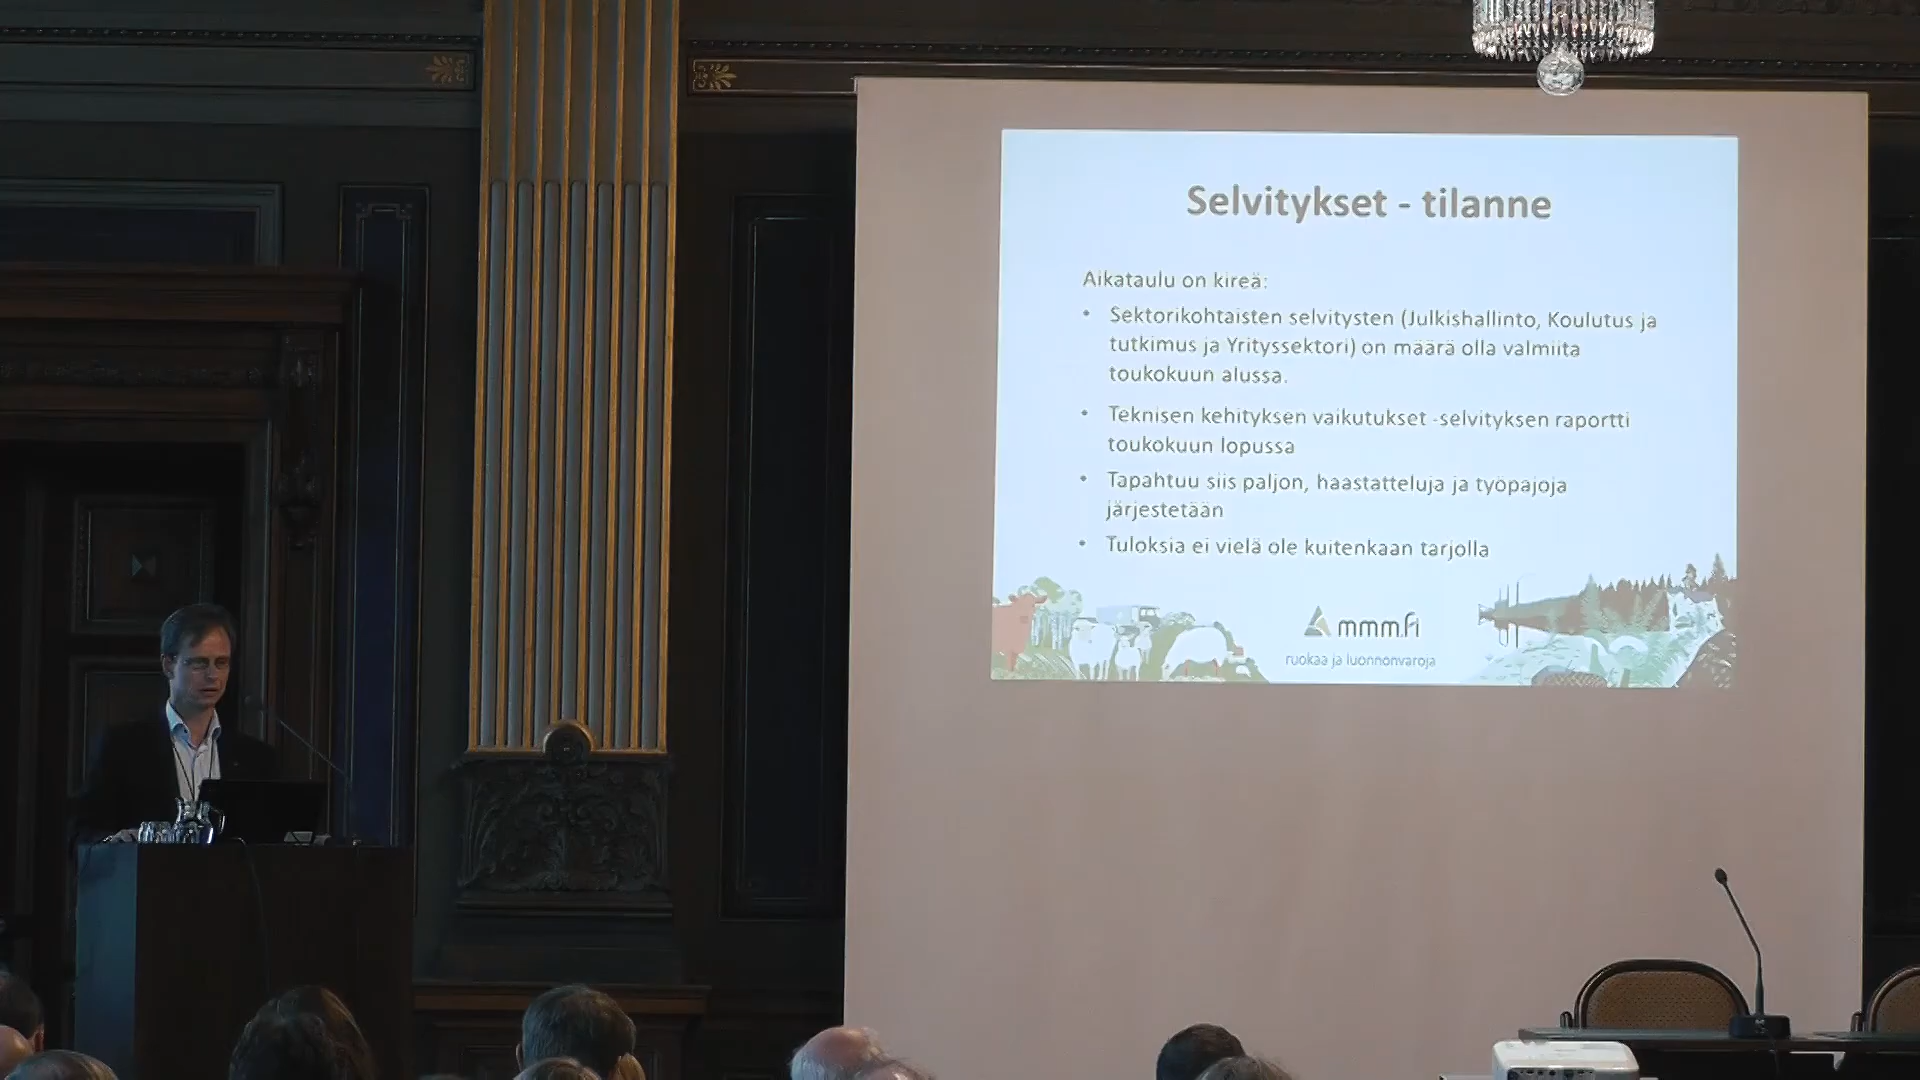 Selvitykset - tilanne
Aikataulu on kireä:
• Sektorikohtaisten selvitysten (Julkishallinto, Koulutus ja
tutkimus ja Yrityssektori) on määrä olla valmiita
toukokuun alussa.
• Teknisen kehityksen vaikutukset -selvityksen raportti
toukokuun lopussa
• Tapahtuu siis paljon, haastatteluja ja työpajoja
järjestetään
• Tuloksia ei vielä ole kuitenkaan tarjolla
mmm.fi
ruokaa ja luonnonvaroja